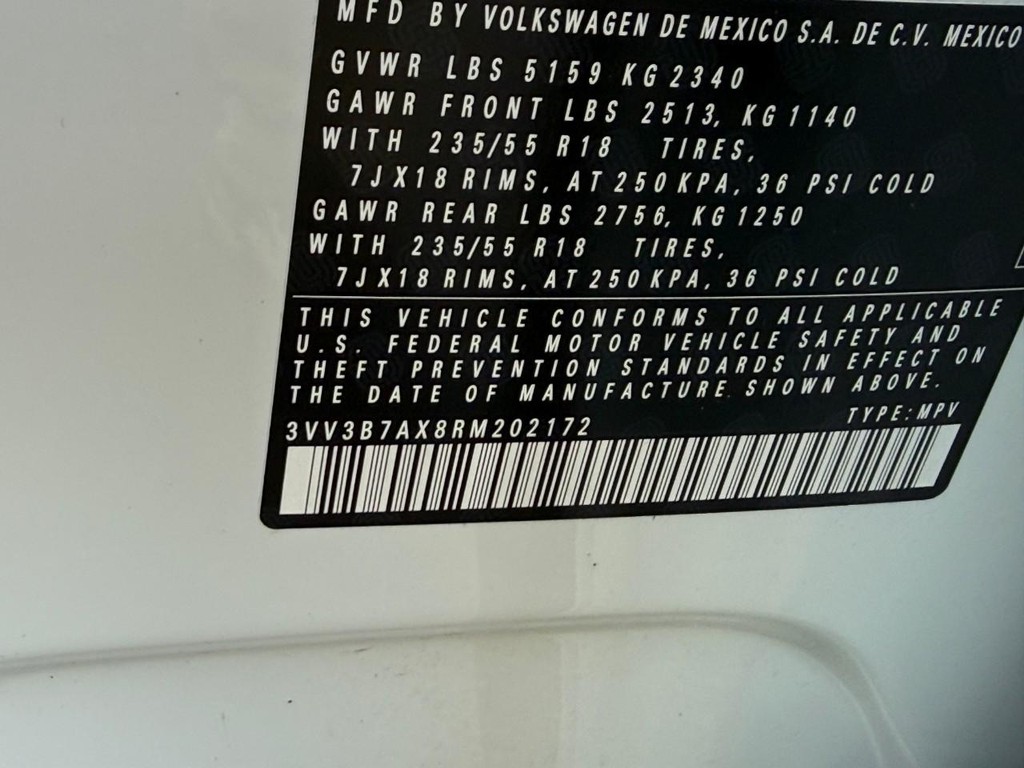 MFD BY VOLKSWAGEN DE MEXICO S.A. DE C.V. MEXICO
GVWR LBS 5159 KG 2340
GAWR FRONT LBS 2513, KG 1140
WITH 235/55 R18 TIRES,
7JX18 RIMS, AT 250 KPA, 36 PSI COLD
GAWR REAR LBS 2756, KG 1250
WITH 235/55 R18 TIRES,
7JX18 RIMS, AT 250 KPA, 36 PSI COLD
THIS VEHICLE CONFORMS TO ALL APPLICABLE
U.S. FEDERAL MOTOR VEHICLE SAFETY AND
THEFT PREVENTION STANDARDS IN EFFECT ON
THE DATE OF MANUFACTURE SHOWN ABOVE.
3VV3B7AX8RM202172 TYPE: MPV